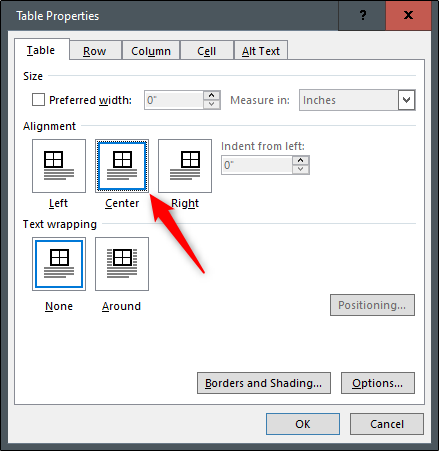 Table Properties ? X
Table Row Column Cell Alt Text
Size
Preferred width: 0" Measure in: Inches
Alignment
Indent from left:
0"
Left Center Right
Text wrapping
None Around
Positioning...
Borders and Shading... Options...
OK Cancel